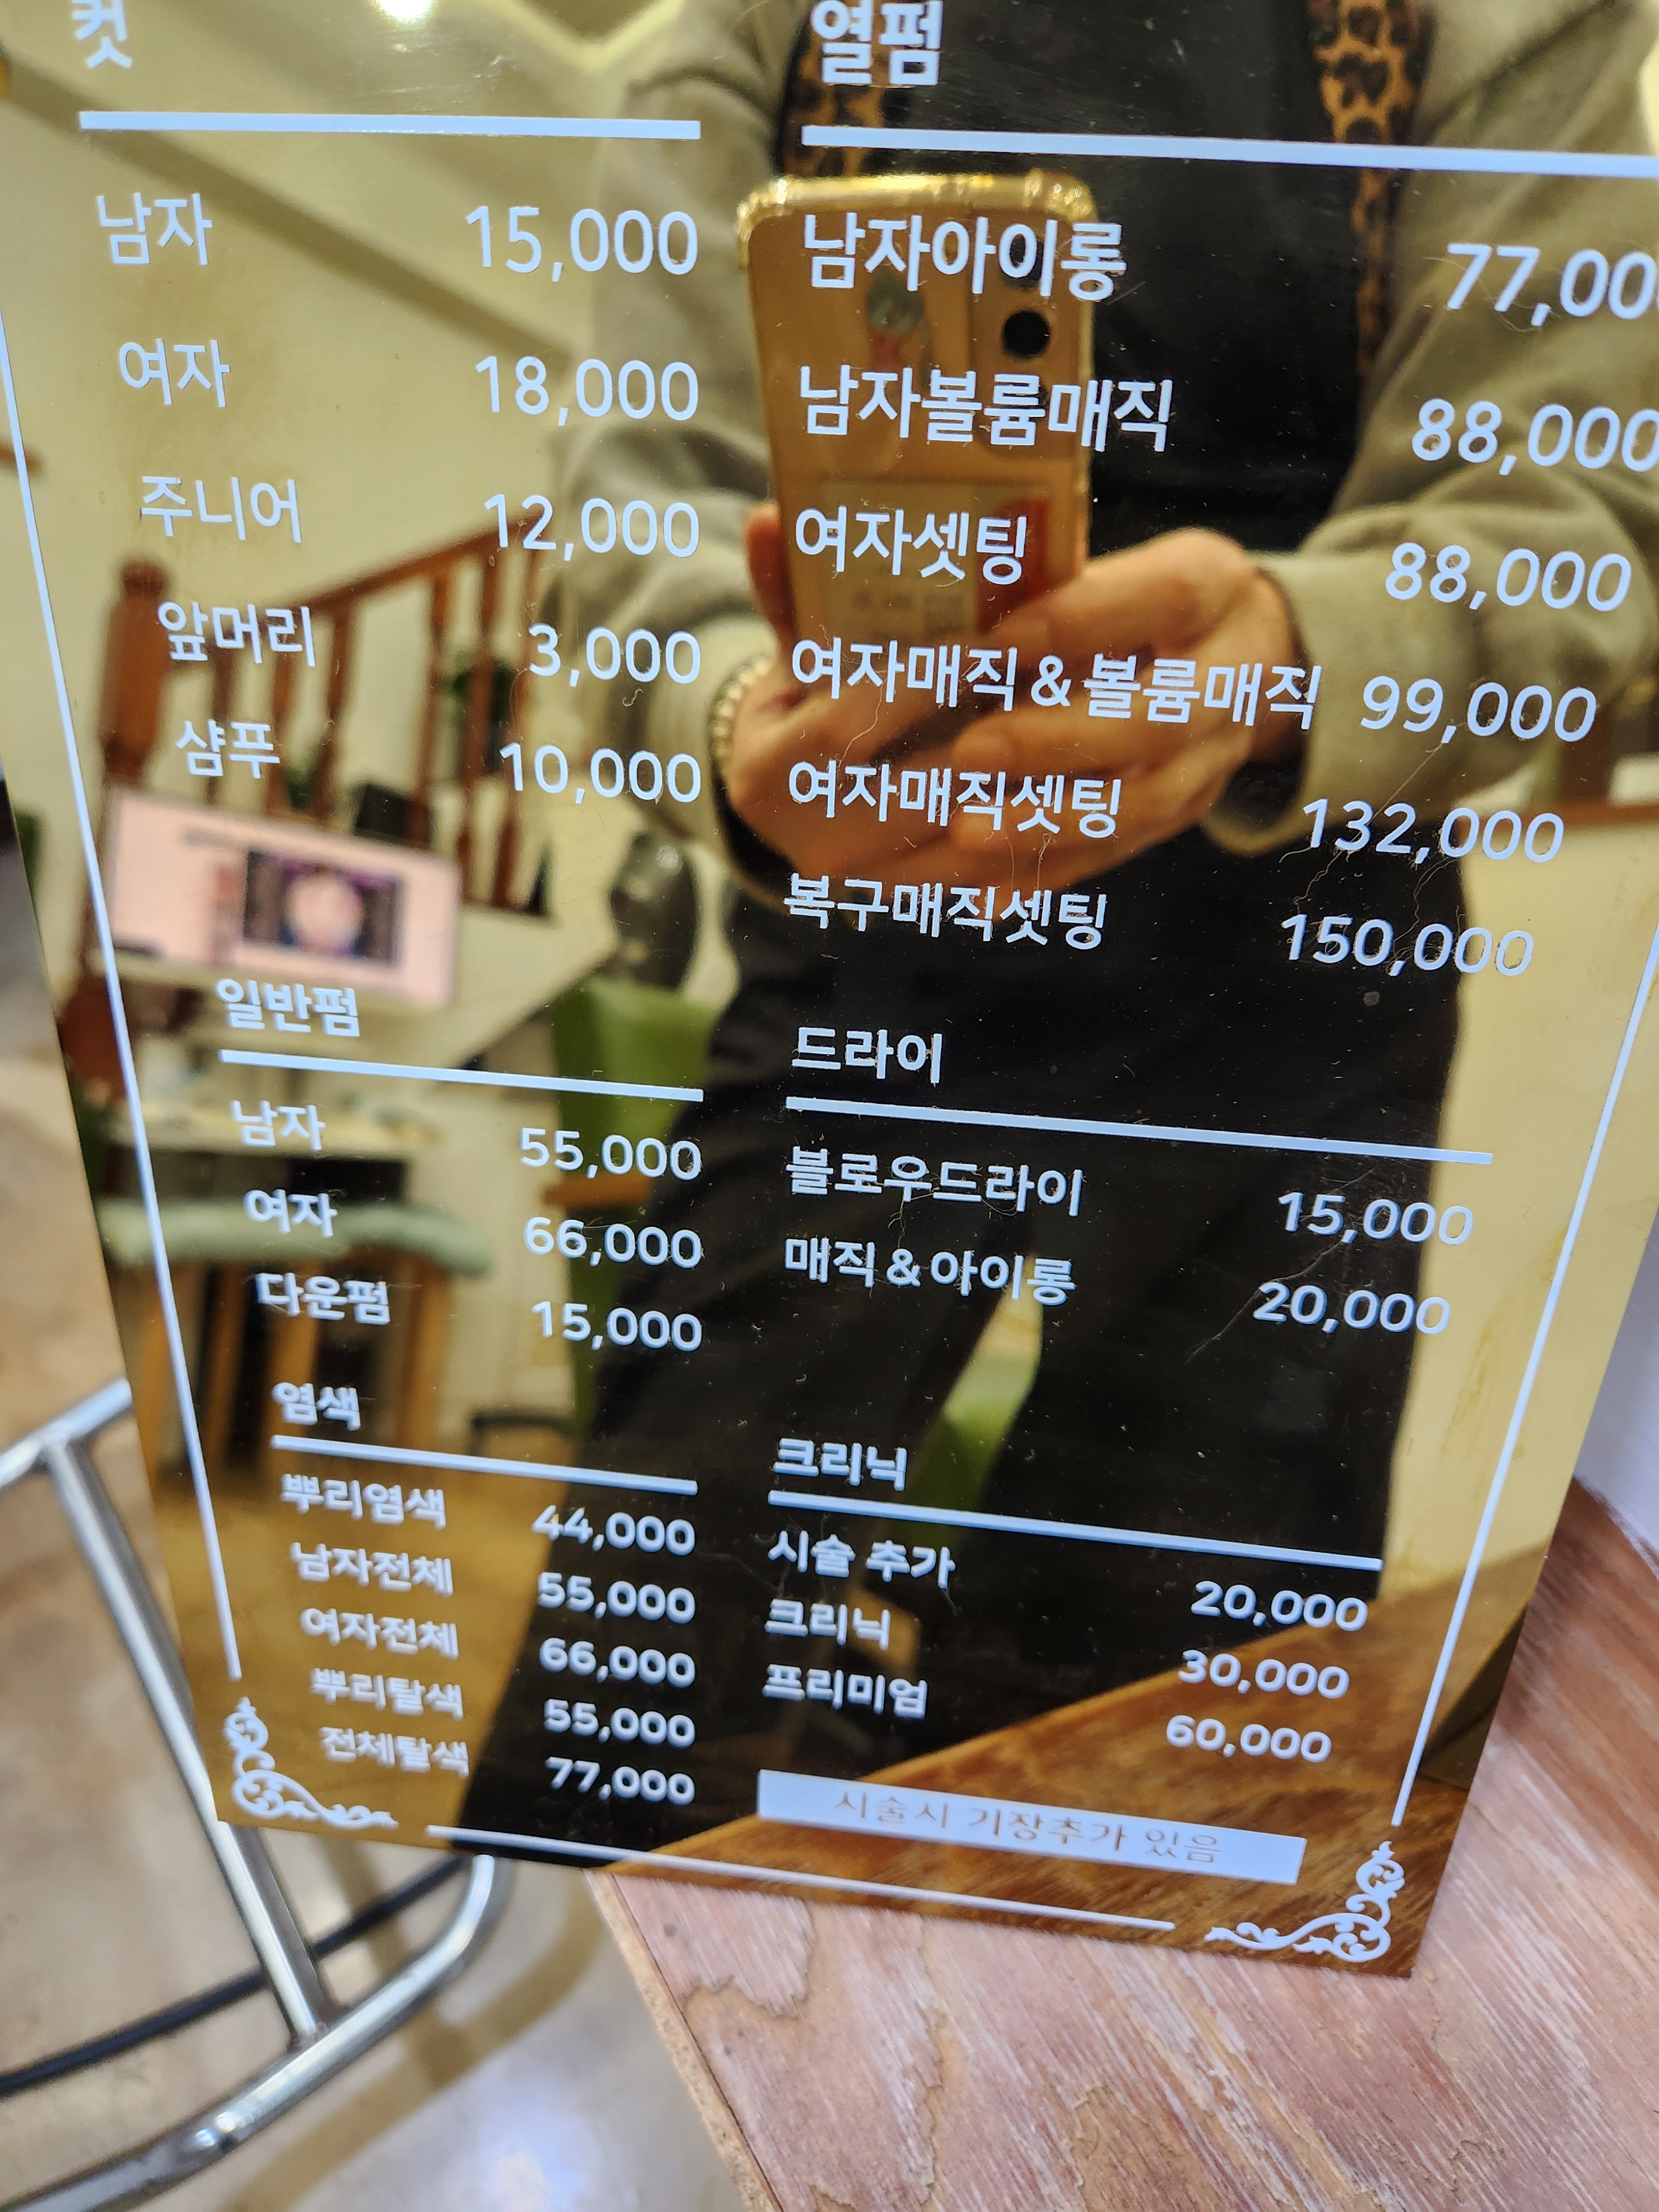 컷
남자 15,000
여자 18,000
주니어 12,000
앞머리 3,000
샴푸 10,000
일반펌
남자 55,000
여자 66,000
다운펌 15,000
염색
뿌리염색 44,000
남자전체 55,000
여자전체 66,000
뿌리탈색 55,000
전체탈색 77,000
열펌
남자아이롱 77,00
남자볼륨매직 88,000
여자셋팅 88,000
여자매직 & 볼륨매직 99,000
여자매직셋팅 132,000
복구매직셋팅 150,000
드라이
블로우드라이 15,000
매직 & 아이롱 20,000
크리닉
시술 추가 20,000
크리닉 30,000
프리미엄 60,000
시술시 기장추가 있음